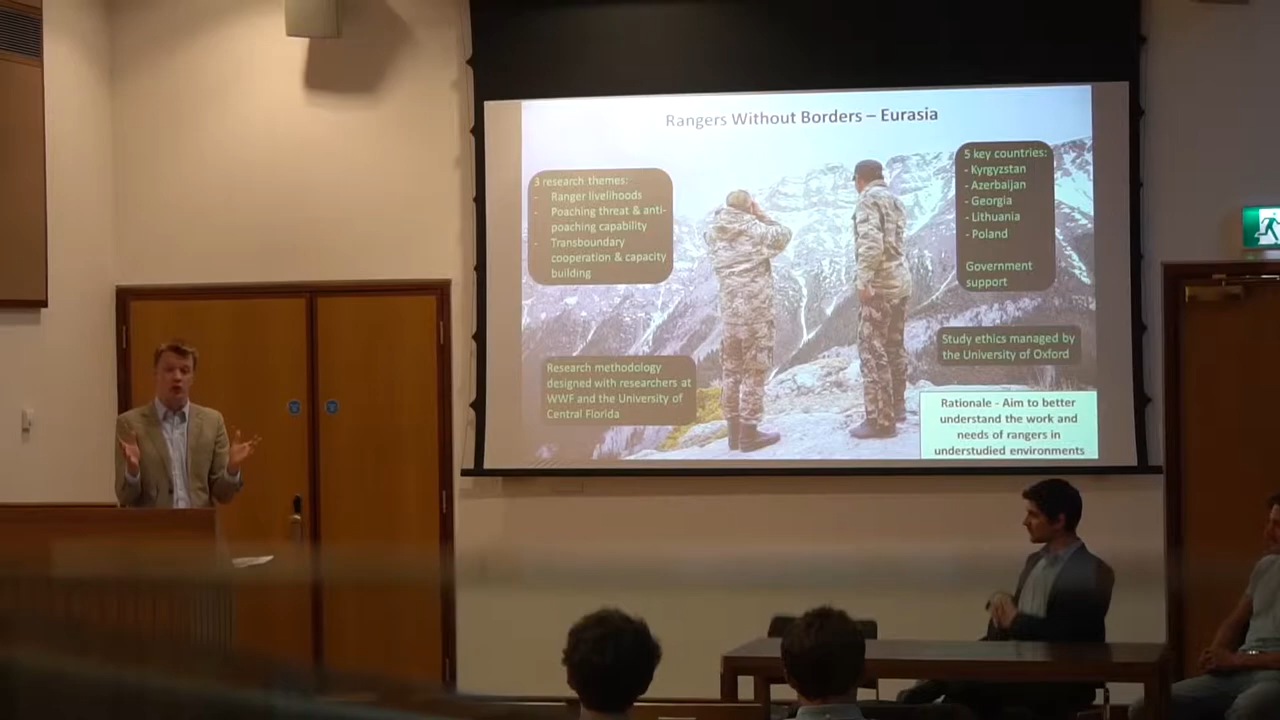 Rangers Without Borders – Eurasia
3 research themes:
- Ranger livelihoods
- Poaching threat & anti-
poaching capability
- Transboundary
cooperation & capacity
building
5 key countries:
- Kyrgyzstan
- Azerbaijan
- Georgia
- Lithuania
- Poland
Government
support
Study ethics managed by
the University of Oxford
Research methodology
designed with researchers at
WWF and the University of
Central Florida
Rationale - Aim to better
understand the work and
needs of rangers in
understudied environments